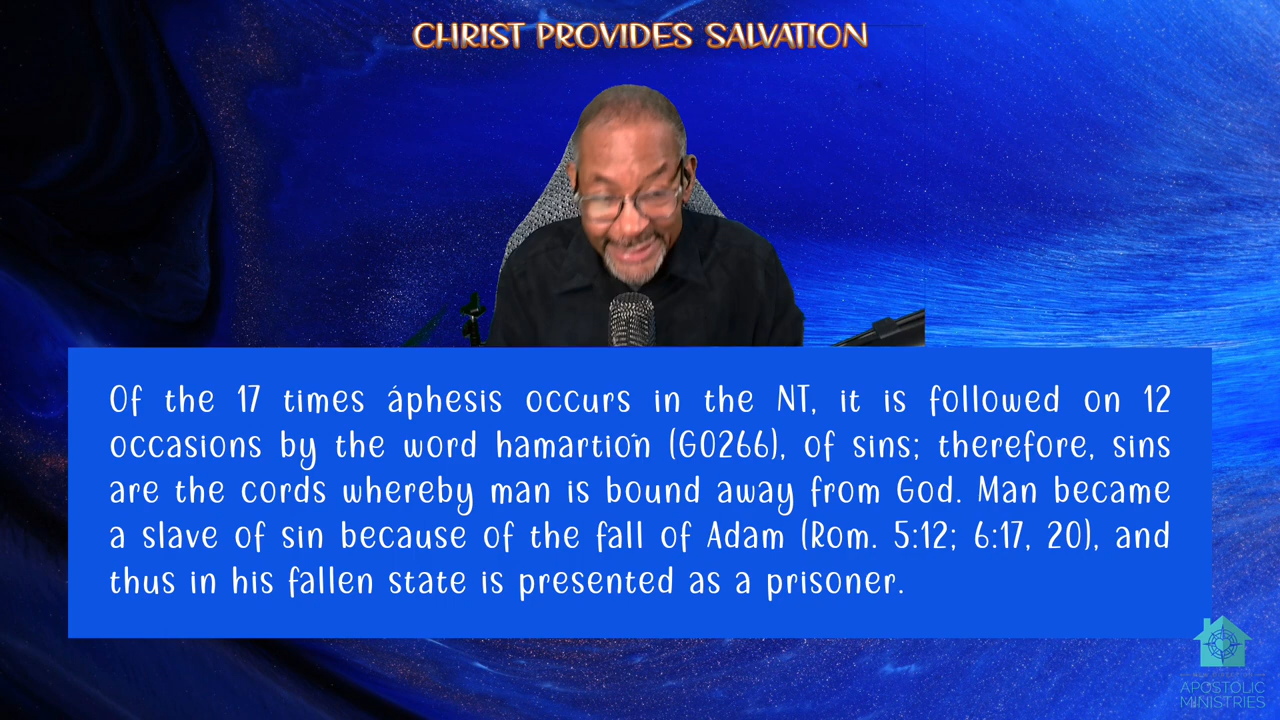 CHRIST PROVIDES SALVATION
Of the 17 times áphesis occurs in the NT, it is followed on 12
occasions by the word hamartiōn (G0266), of sins; therefore, sins
are the cords whereby man is bound away from God. Man became
a slave of sin because of the fall of Adam (Rom. 5:12; 6:17, 20), and
thus in his fallen state is presented as a prisoner.
APOSTOLIC
MINISTRIES